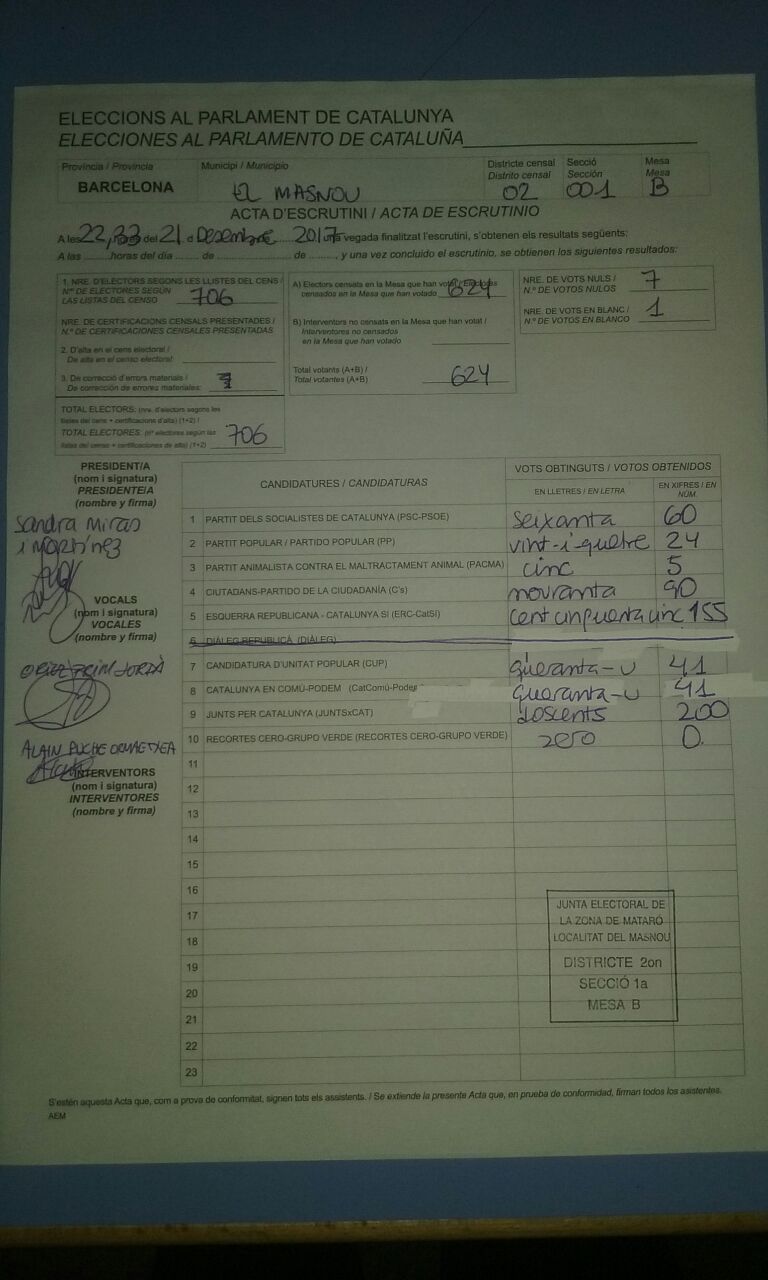 ELECCIONS AL PARLAMENT DE CATALUNYA
ELECCIONES AL PARLAMENTO DE CATALUÑA
Província / Provincia Municipi / Municipio Districte censal Secció Mesa
Distrito censal Sección Mesa
BARCELONA EL MASNOU 02 001 B
ACTA D'ESCRUTINI / ACTA DE ESCRUTINIO
A les 22,33 hores del 21 d Desembre 2017 una vegada finalitzat l'escrutini, s'obtenen els resultats següents:
A las ........horas del día ........ de ............................ de ........, y una vez concluido el escrutinio, se obtienen los siguientes resultados:
1. NRE. D'ELECTORS SEGONS LES LLISTES DEL CENS /
Nº DE ELECTORES SEGÚN
LAS LISTAS DEL CENSO 706
NRE. DE CERTIFICACIONS CENSALS PRESENTADES /
N.º DE CERTIFICACIONES CENSALES PRESENTADAS
2. D'alta en el cens electoral /
De alta en el censo electoral:
3. De correcció d'errors materials /
De corrección de errores materiales:
TOTAL ELECTORS: (nre. d'electors segons les
llistes del cens + certificacions d'alta) (1+2) /
TOTAL ELECTORES: (nº electores según las
listas del censo + certificaciones de alta) (1+2) 706
A) Electors censats en la Mesa que han votat / Electores
censados en la Mesa que han votado 624
B) Interventors no censats en la Mesa que han votat /
Interventores no censados
en la Mesa que han votado
Total votants (A+B) /
Total votantes (A+B) 624
NRE. DE VOTS NULS / 7
N.º DE VOTOS NULOS
NRE. DE VOTS EN BLANC / 1
N.º DE VOTOS EN BLANCO
PRESIDENT/A
(nom i signatura)
PRESIDENTE/A
(nombre y firma)
Sandra Miras
i Martínez
VOCALS
(nom i signatura)
VOCALES
(nombre y firma)
JORDÀ
ALAIN PUCHE
INTERVENTORS
(nom i signatura)
INTERVENTORES
(nombre y firma)
CANDIDATURES / CANDIDATURAS VOTS OBTINGUTS / VOTOS OBTENIDOS
EN LLETRES / EN LETRA EN XIFRES / EN NÚM.
1 PARTIT DELS SOCIALISTES DE CATALUNYA (PSC-PSOE) seixanta 60
2 PARTIT POPULAR / PARTIDO POPULAR (PP) vint-i-quatre 24
3 PARTIT ANIMALISTA CONTRA EL MALTRACTAMENT ANIMAL (PACMA) cinc 5
4 CIUTADANS-PARTIDO DE LA CIUDADANÍA (C's) novranta 90
5 ESQUERRA REPUBLICANA - CATALUNYA SÍ (ERC-CatSí) cent cinquanta cinc 155
6 DIÀLEG REPUBLICÀ (DIÀLEG)
7 CANDIDATURA D'UNITAT POPULAR (CUP) queranta-u 41
8 CATALUNYA EN COMÚ-PODEM (CatComú-Podem queranta-u 41
9 JUNTS PER CATALUNYA (JUNTSxCAT) doscents 200
10 RECORTES CERO-GRUPO VERDE (RECORTES CERO-GRUPO VERDE) zero 0
11
12
13
14
15
16
17
18
19
20
21
22
23
JUNTA ELECTORAL DE
LA ZONA DE MATARÓ
LOCALITAT DEL MASNOU
DISTRICTE 2on
SECCIÓ 1a
MESA B
S'estén aquesta Acta que, com a prova de conformitat, signen tots els assistents. / Se extiende la presente Acta que, en prueba de conformidad, firman todos los asistentes.
AEM